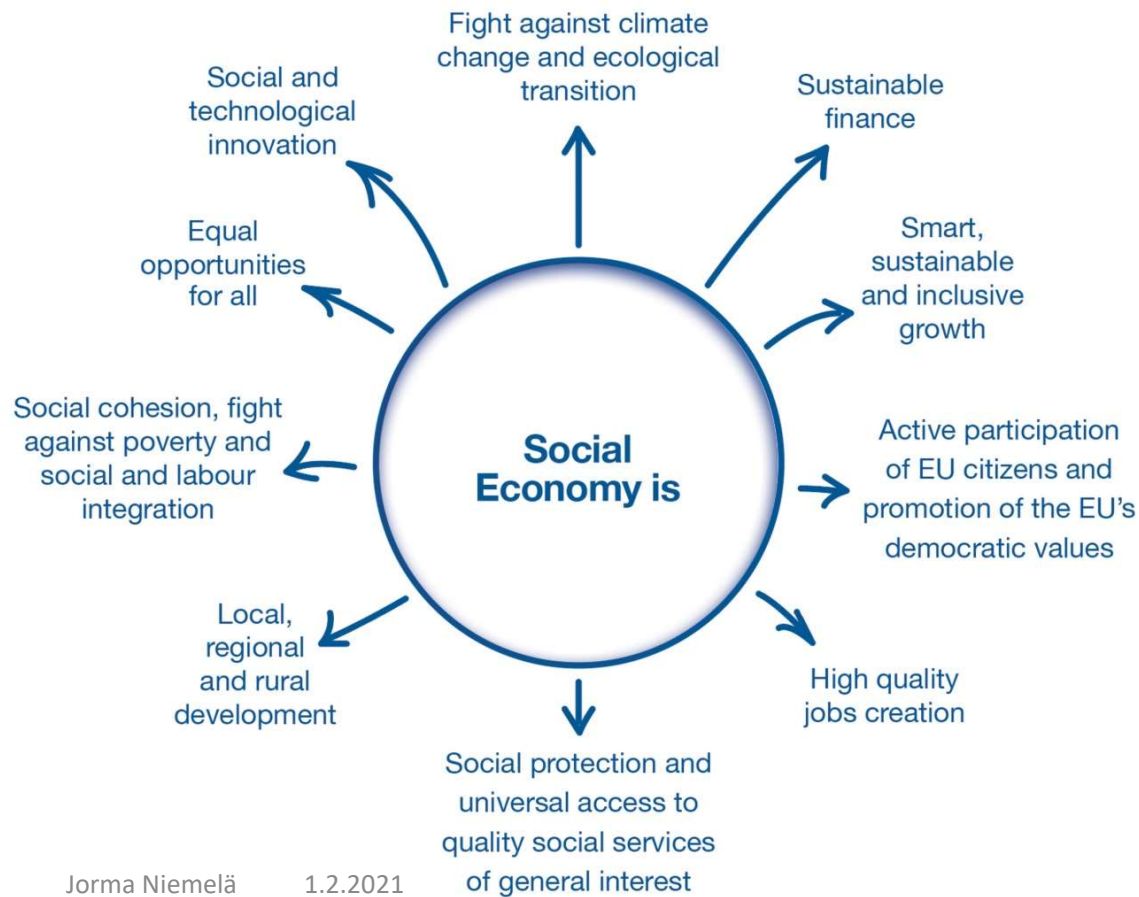 Fight against climate
change and ecological
transition
Sustainable
finance
Smart,
sustainable
and inclusive
growth
Active participation
of EU citizens and
promotion of the EU's
democratic values
High quality
jobs creation
Social protection and
universal access to
quality social services
of general interest
Local,
regional
and rural
development
Social cohesion, fight
against poverty and
social and labour
integration
Equal
opportunities
for all
Social and
technological
innovation
Social
Economy is
Jorma Niemelä 1.2.2021